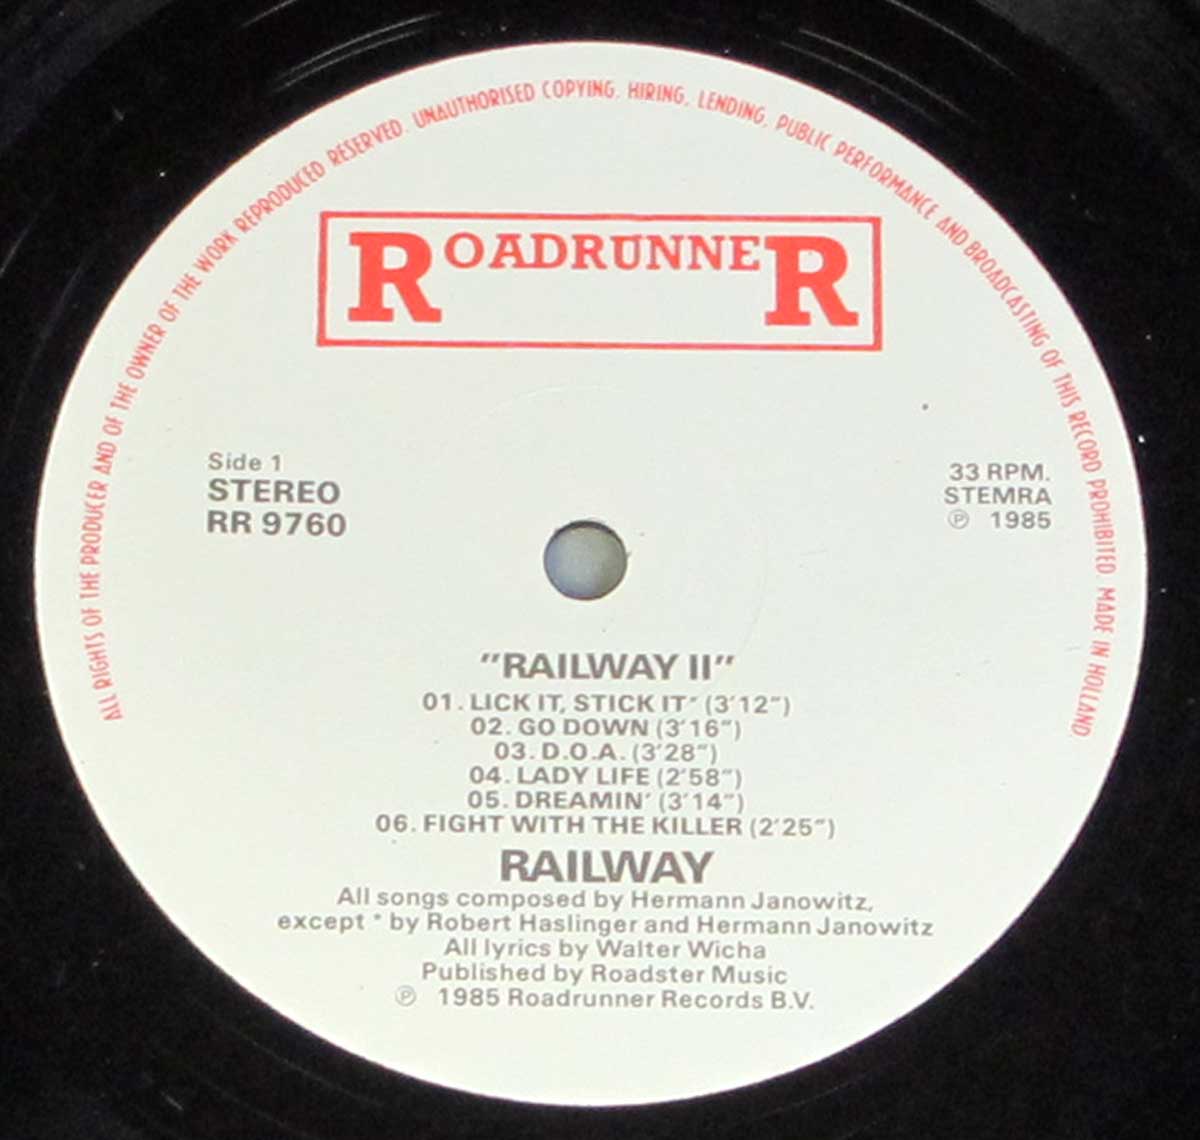 ALL RIGHTS OF THE PRODUCER AND OF THE OWNER OF THE WORK REPRODUCED RESERVED. UNAUTHORISED COPYING. HIRING, LENDING, PUBLIC PERFORMANCE AND BROADCASTING OF THIS RECORD PROHIBITED. MADE IN HOLLAND.
ROADRUNNER
Side 1
STEREO
RR 9760
33 RPM.
STEMRA
℗ 1985
"RAILWAY II"
01. LICK IT, STICK IT* (3'12")
02. GO DOWN (3'16")
03. D.O.A. (3'28")
04. LADY LIFE (2'58")
05. DREAMIN' (3'14")
06. FIGHT WITH THE KILLER (2'25")
RAILWAY
All songs composed by Hermann Janowitz,
except * by Robert Haslinger and Hermann Janowitz
All lyrics by Walter Wicha
Published by Roadster Music
℗ 1985 Roadrunner Records B.V.